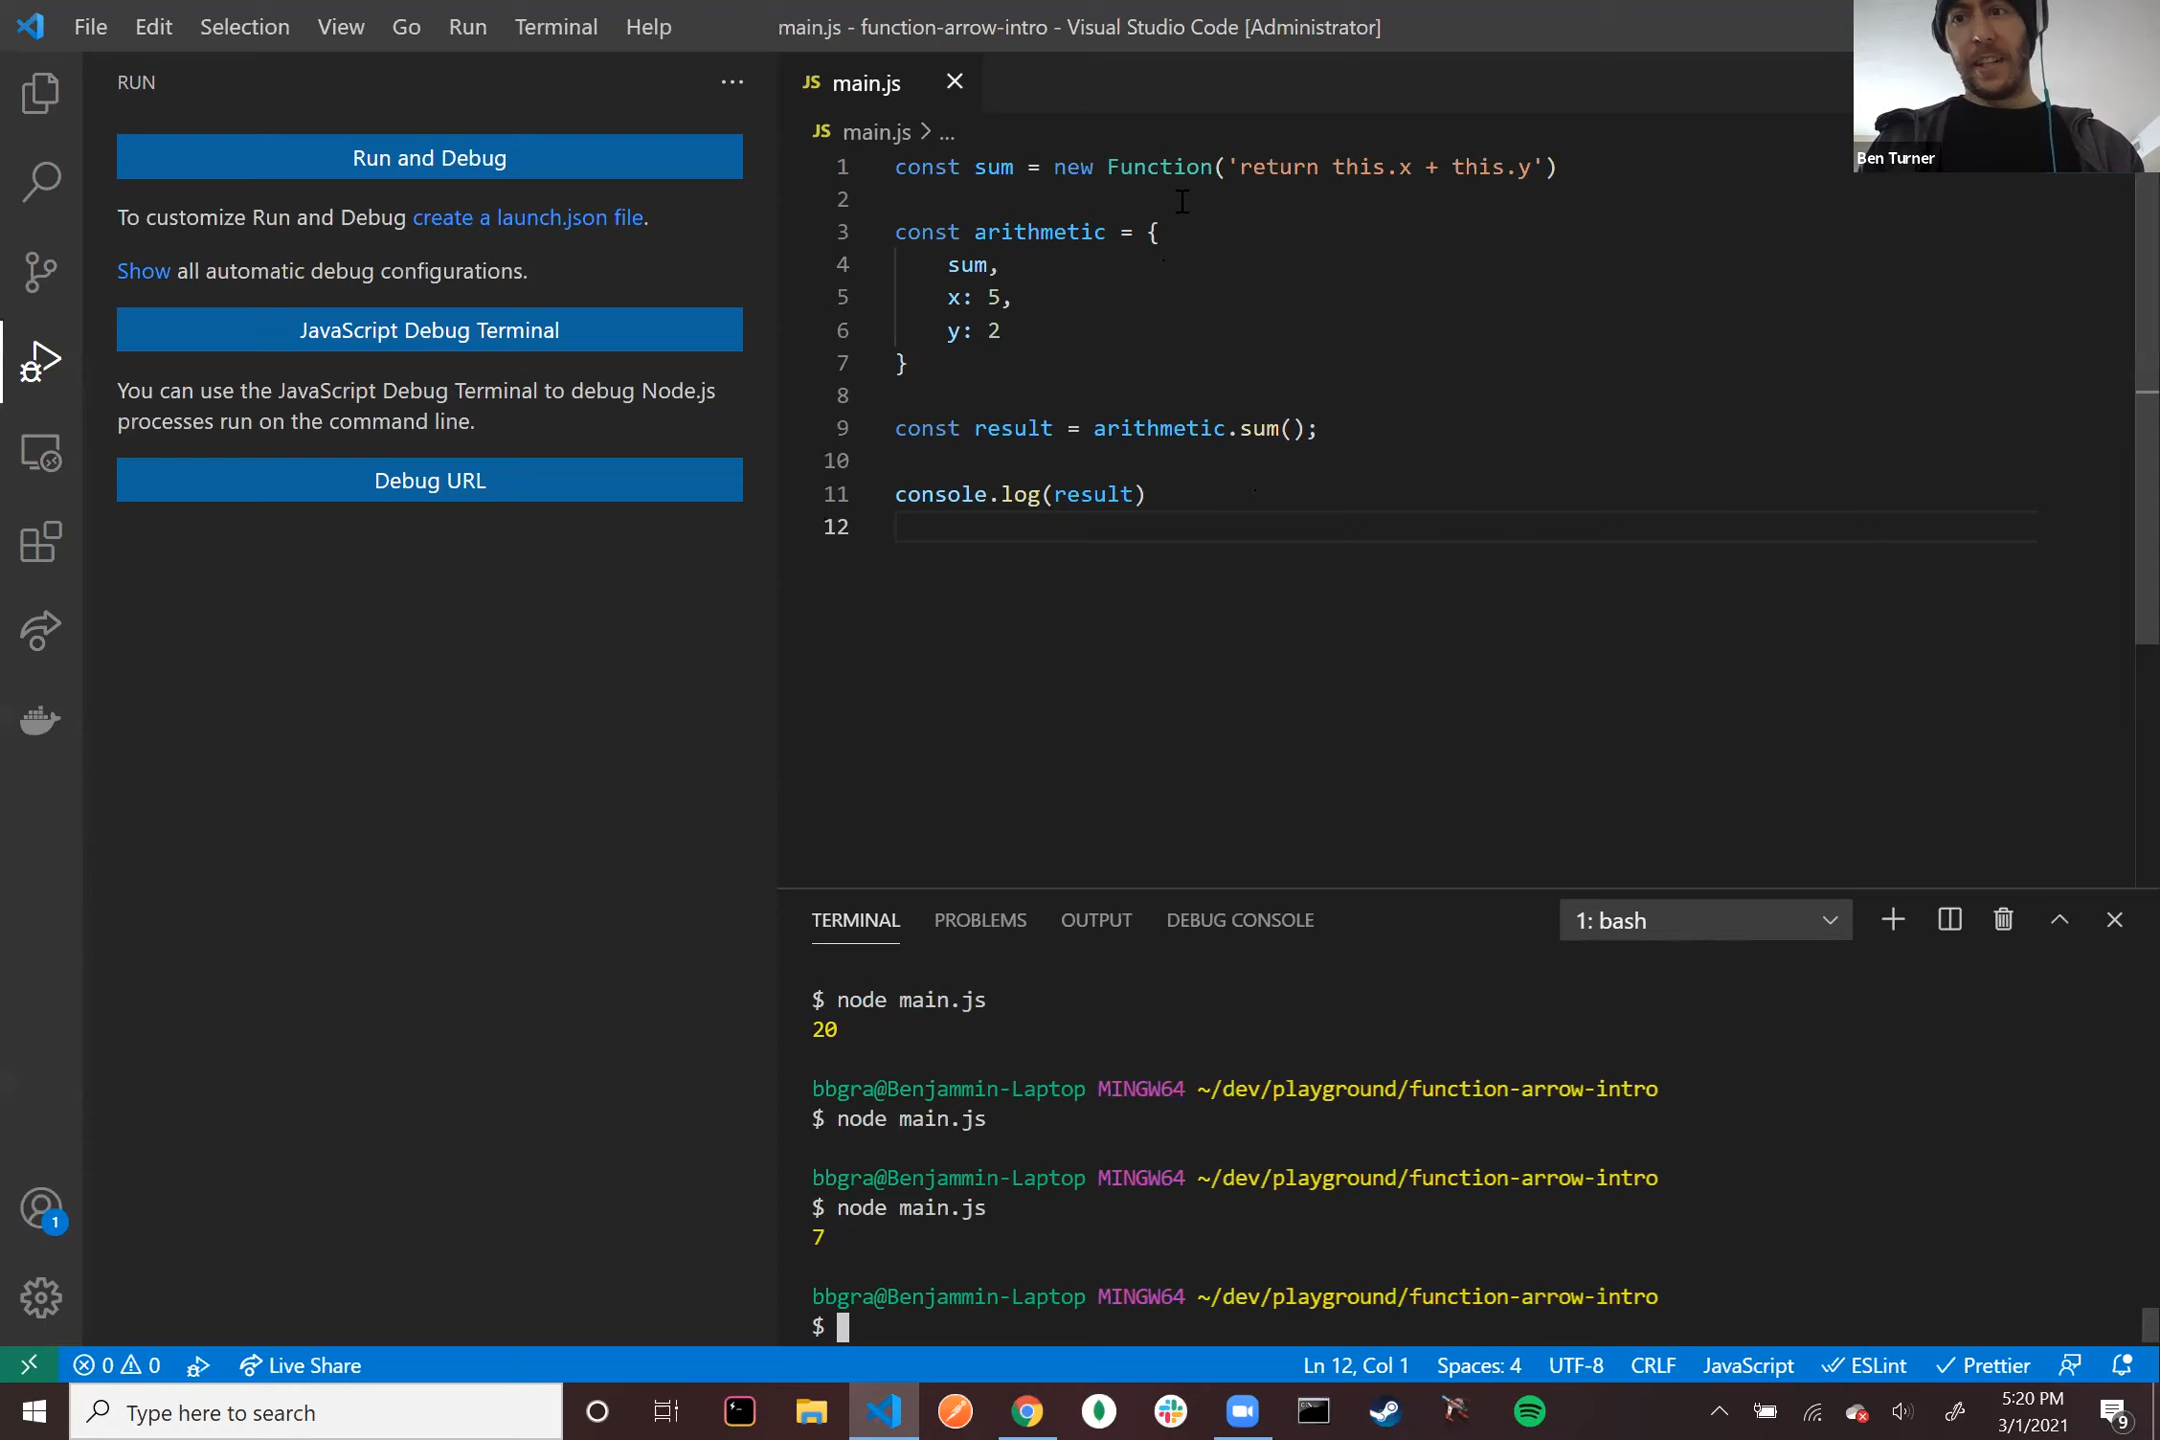 File Edit Selection View Go Run Terminal Help
main.js - function-arrow-intro - Visual Studio Code [Administrator]
RUN
Run and Debug
To customize Run and Debug create a launch.json file.
Show all automatic debug configurations.
JavaScript Debug Terminal
You can use the JavaScript Debug Terminal to debug Node.js
processes run on the command line.
Debug URL
1
JS main.js
JS main.js > ...
1 const sum = new Function('return this.x + this.y')
2
3 const arithmetic = {
4 sum,
5 x: 5,
6 y: 2
7 }
8
9 const result = arithmetic.sum();
10
11 console.log(result)
12
Ben Turner
TERMINAL PROBLEMS OUTPUT DEBUG CONSOLE
1: bash
$ node main.js
20
bbgra@Benjammin-Laptop MINGW64 ~/dev/playground/function-arrow-intro
$ node main.js
bbgra@Benjammin-Laptop MINGW64 ~/dev/playground/function-arrow-intro
$ node main.js
7
bbgra@Benjammin-Laptop MINGW64 ~/dev/playground/function-arrow-intro
$
0 0 Live Share
Ln 12, Col 1 Spaces: 4 UTF-8 CRLF JavaScript ESLint Prettier
Type here to search
5:20 PM
3/1/2021
9